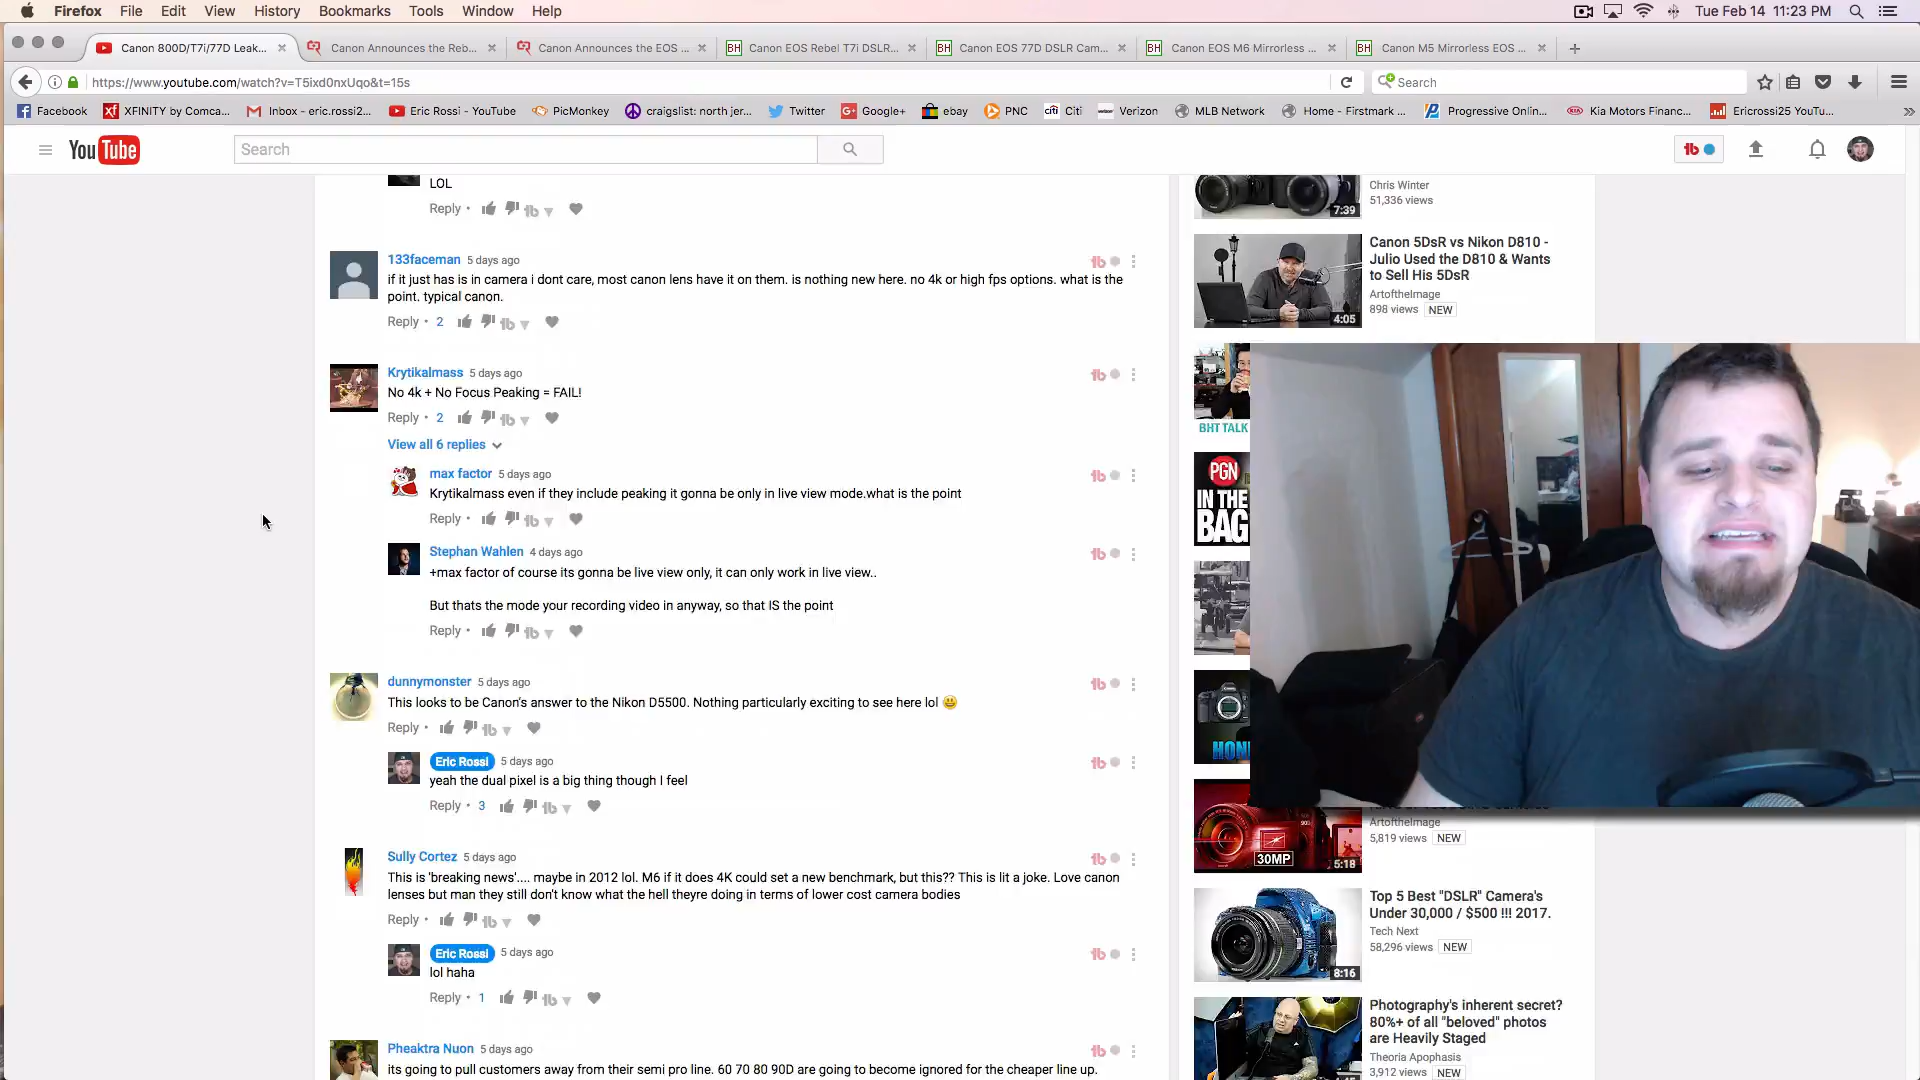 Firefox File Edit View History Bookmarks Tools Window Help
Tue Feb 14 11:23 PM
Canon 800D/T7i/77D Leak...
Canon Announces the Reb...
Canon Announces the EOS ...
BH Canon EOS Rebel T7i DSLR...
BH Canon EOS 77D DSLR Cam...
BH Canon EOS M6 Mirrorless ...
BH Canon M5 Mirrorless EOS ...
https://www.youtube.com/watch?v=T5ixd0nxUqo&t=15s
Search
Facebook
xf XFINITY by Comca...
Inbox - eric.rossi2...
Eric Rossi - YouTube
PicMonkey
craigslist: north jer...
Twitter
Google+
ebay
PNC
citi Citi
Verizon
MLB Network
Home - Firstmark ...
Progressive Onlin...
Kia Motors Financ...
Ericrossi25 YouTu...
YouTube
Search
LOL
Reply •
133faceman 5 days ago
if it just has is in camera i dont care, most canon lens have it on them. is nothing new here. no 4k or high fps options. what is the
point. typical canon.
Reply • 2
Krytikalmass 5 days ago
No 4k + No Focus Peaking = FAIL!
Reply • 2
View all 6 replies
max factor 5 days ago
Krytikalmass even if they include peaking it gonna be only in live view mode.what is the point
Reply •
Stephan Wahlen 4 days ago
+max factor of course its gonna be live view only, it can only work in live view..
But thats the mode your recording video in anyway, so that IS the point
Reply •
dunnymonster 5 days ago
This looks to be Canon's answer to the Nikon D5500. Nothing particularly exciting to see here lol 😃
Reply •
Eric Rossi 5 days ago
yeah the dual pixel is a big thing though I feel
Reply • 3
Sully Cortez 5 days ago
This is 'breaking news'.... maybe in 2012 lol. M6 if it does 4K could set a new benchmark, but this?? This is lit a joke. Love canon
lenses but man they still don't know what the hell theyre doing in terms of lower cost camera bodies
Reply •
Eric Rossi 5 days ago
lol haha
Reply • 1
Pheaktra Nuon 5 days ago
its going to pull customers away from their semi pro line. 60 70 80 90D are going to become ignored for the cheaper line up.
7:39
Chris Winter
51,336 views
4:05
Canon 5DsR vs Nikon D810 -
Julio Used the D810 & Wants
to Sell His 5DsR
ArtoftheImage
898 views NEW
BHT TALK
PGN
IN THE
BAG
30MP
5:18
ArtoftheImage
5,819 views NEW
8:16
Top 5 Best "DSLR" Camera's
Under 30,000 / $500 !!! 2017.
Tech Next
58,296 views NEW
Photography's inherent secret?
80%+ of all "beloved" photos
are Heavily Staged
Theoria Apophasis
3,912 views NEW